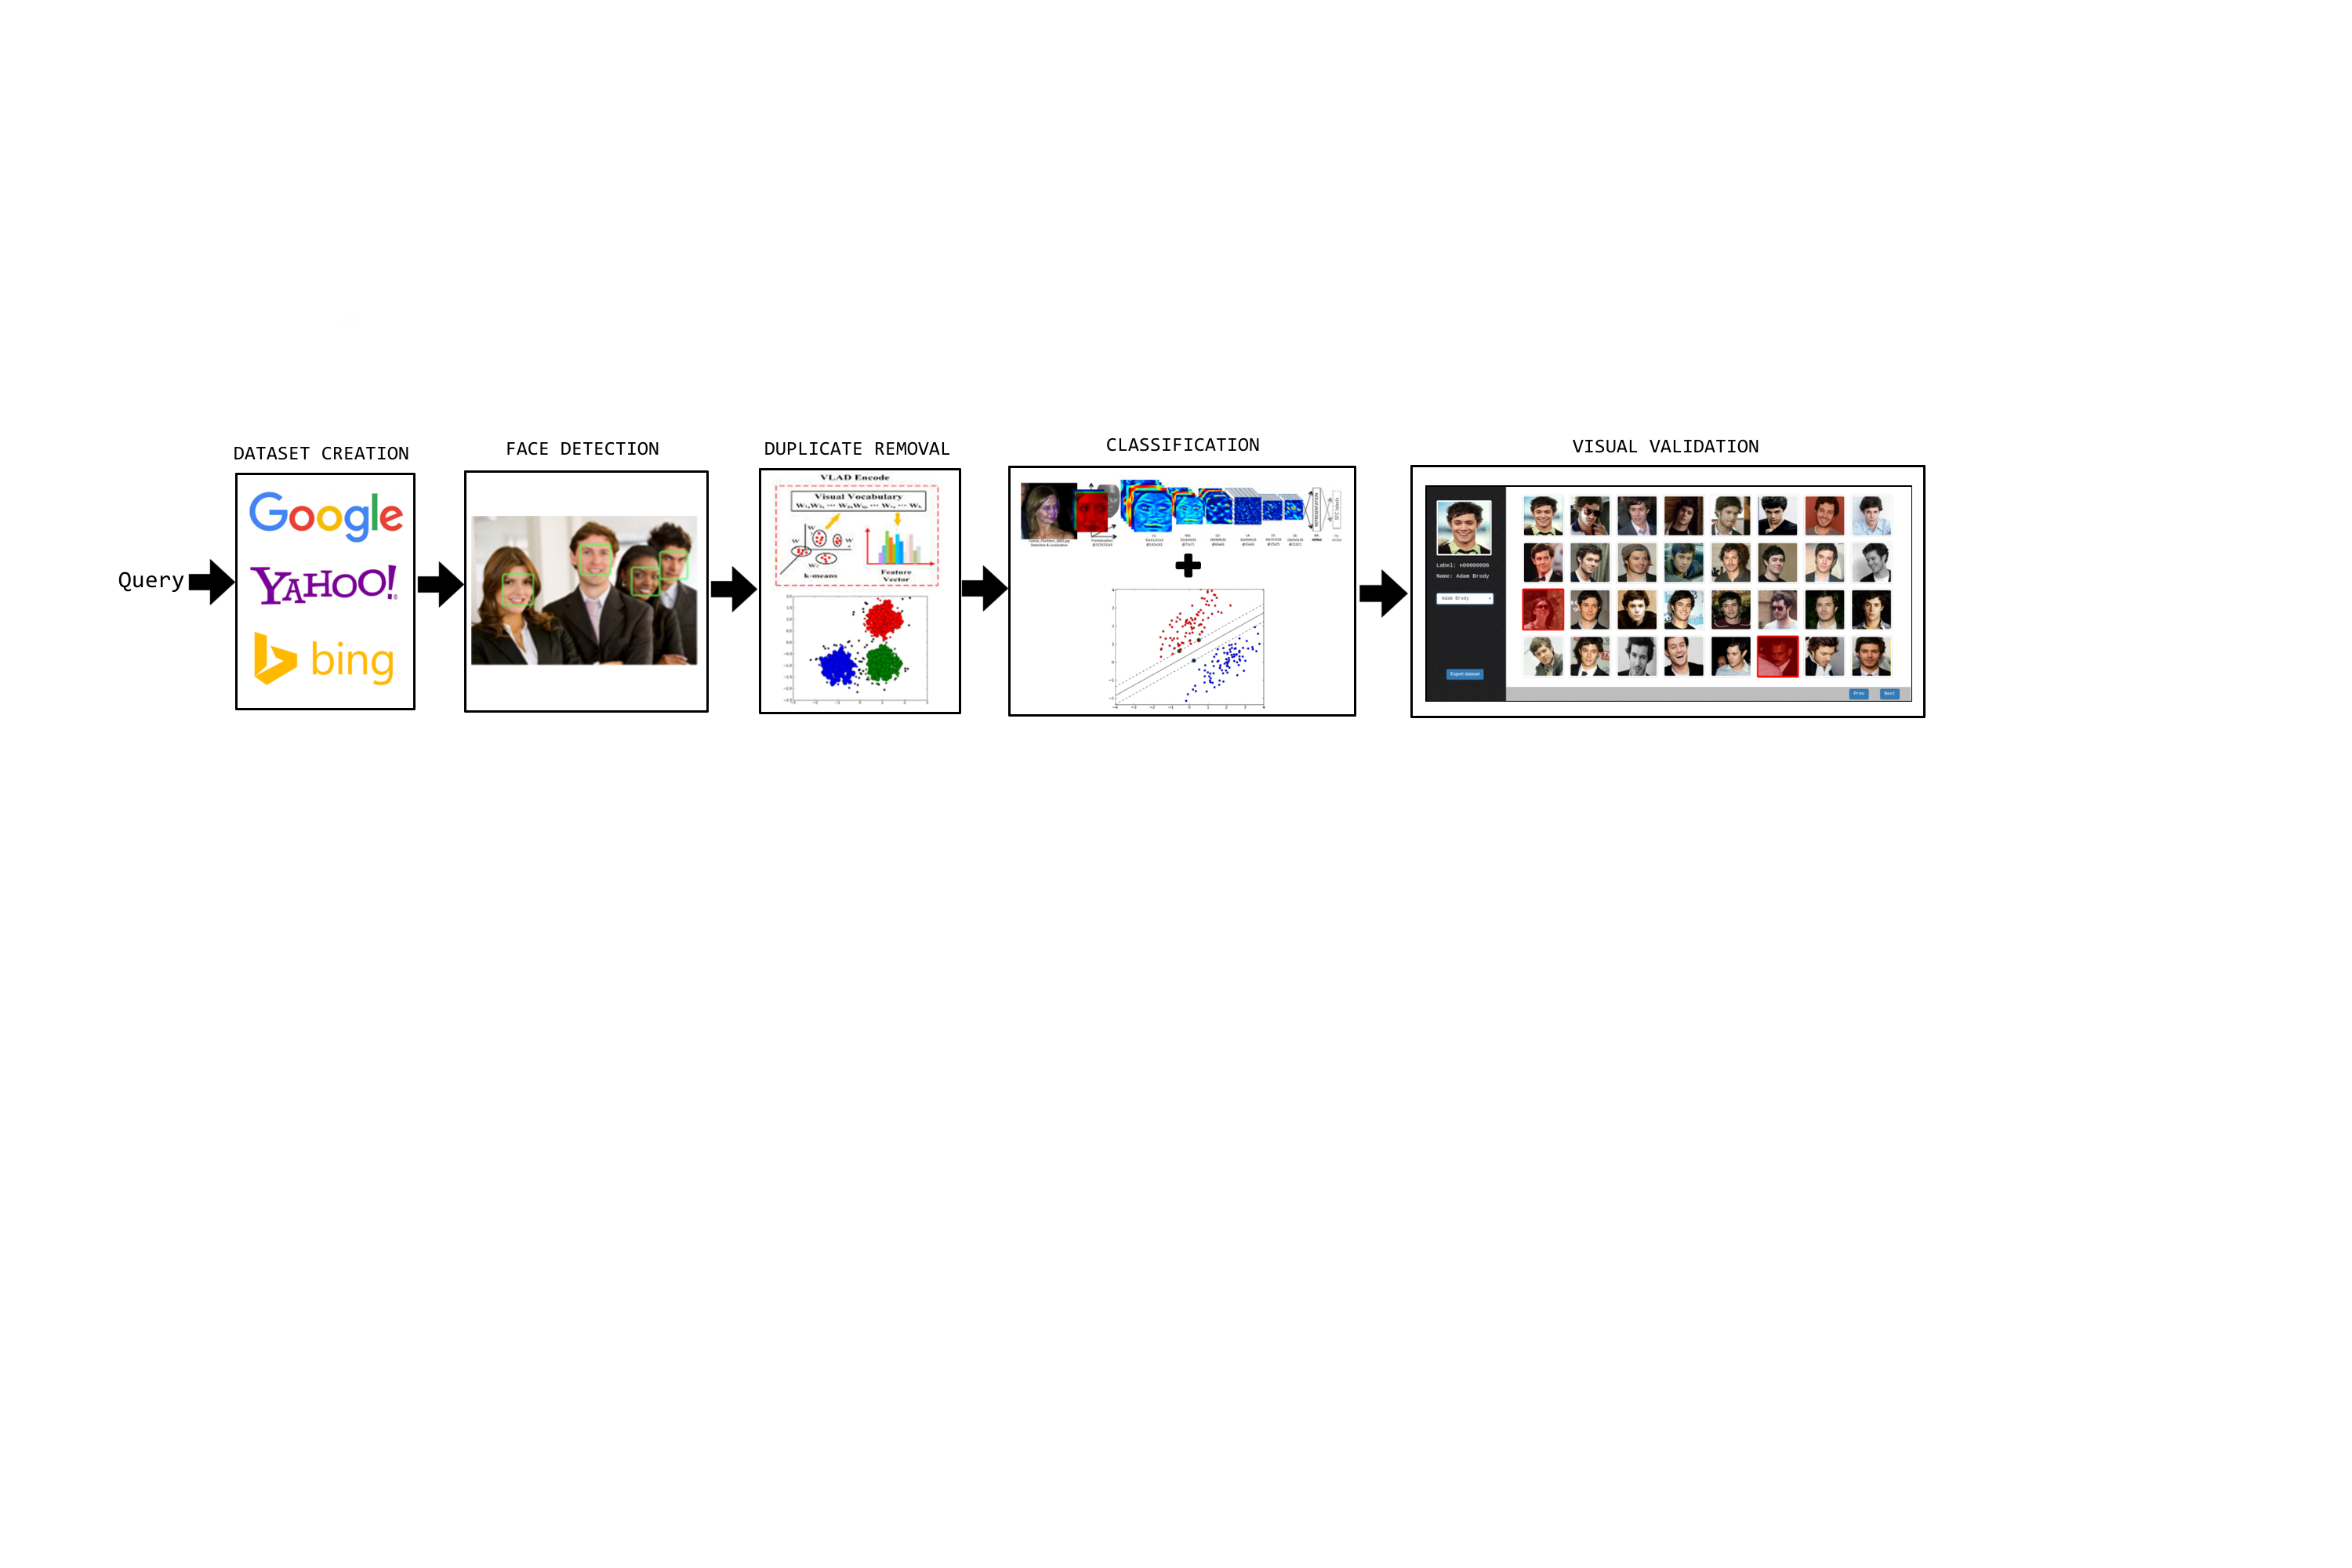 Query
DATASET CREATION
Google
YAHOO!
bing
FACE DETECTION
DUPLICATE REMOVAL
VLAD Encode
Visual Vocabulary
k-means
Feature
Vector
CLASSIFICATION
REPRESENTATION
VISUAL VALIDATION
Label: n00000006
Name: Adam Brody
Adam Brody
Export dataset
Prev
Next